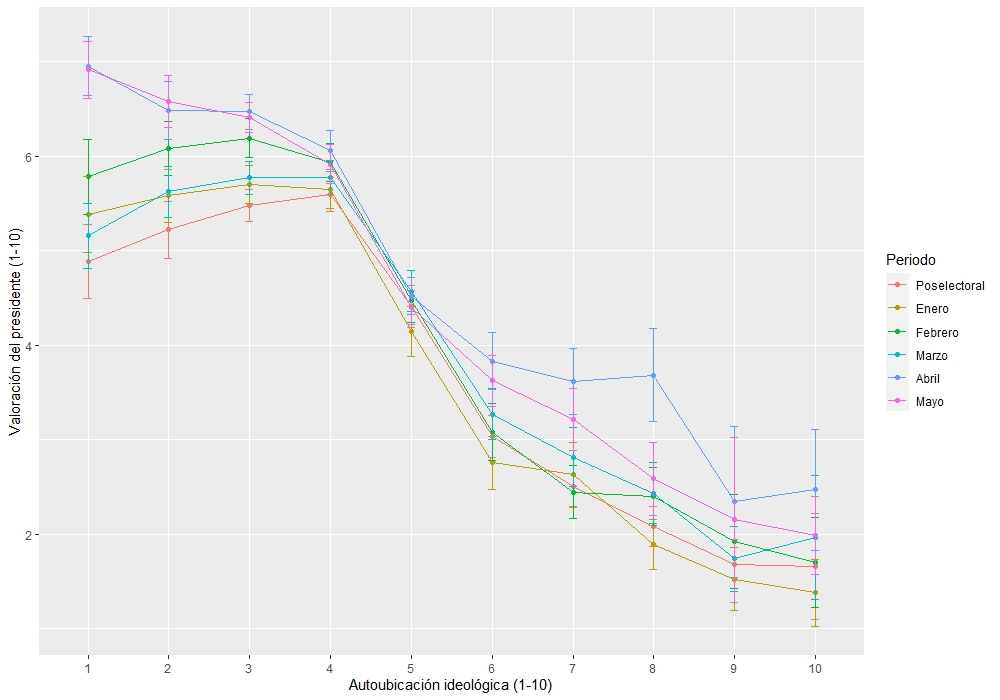 Valoración del presidente (1-10)
6
4
2
1 2 3 4 5 6 7 8 9 10
Autoubicación ideológica (1-10)
Periodo
Poselectoral
Enero
Febrero
Marzo
Abril
Mayo